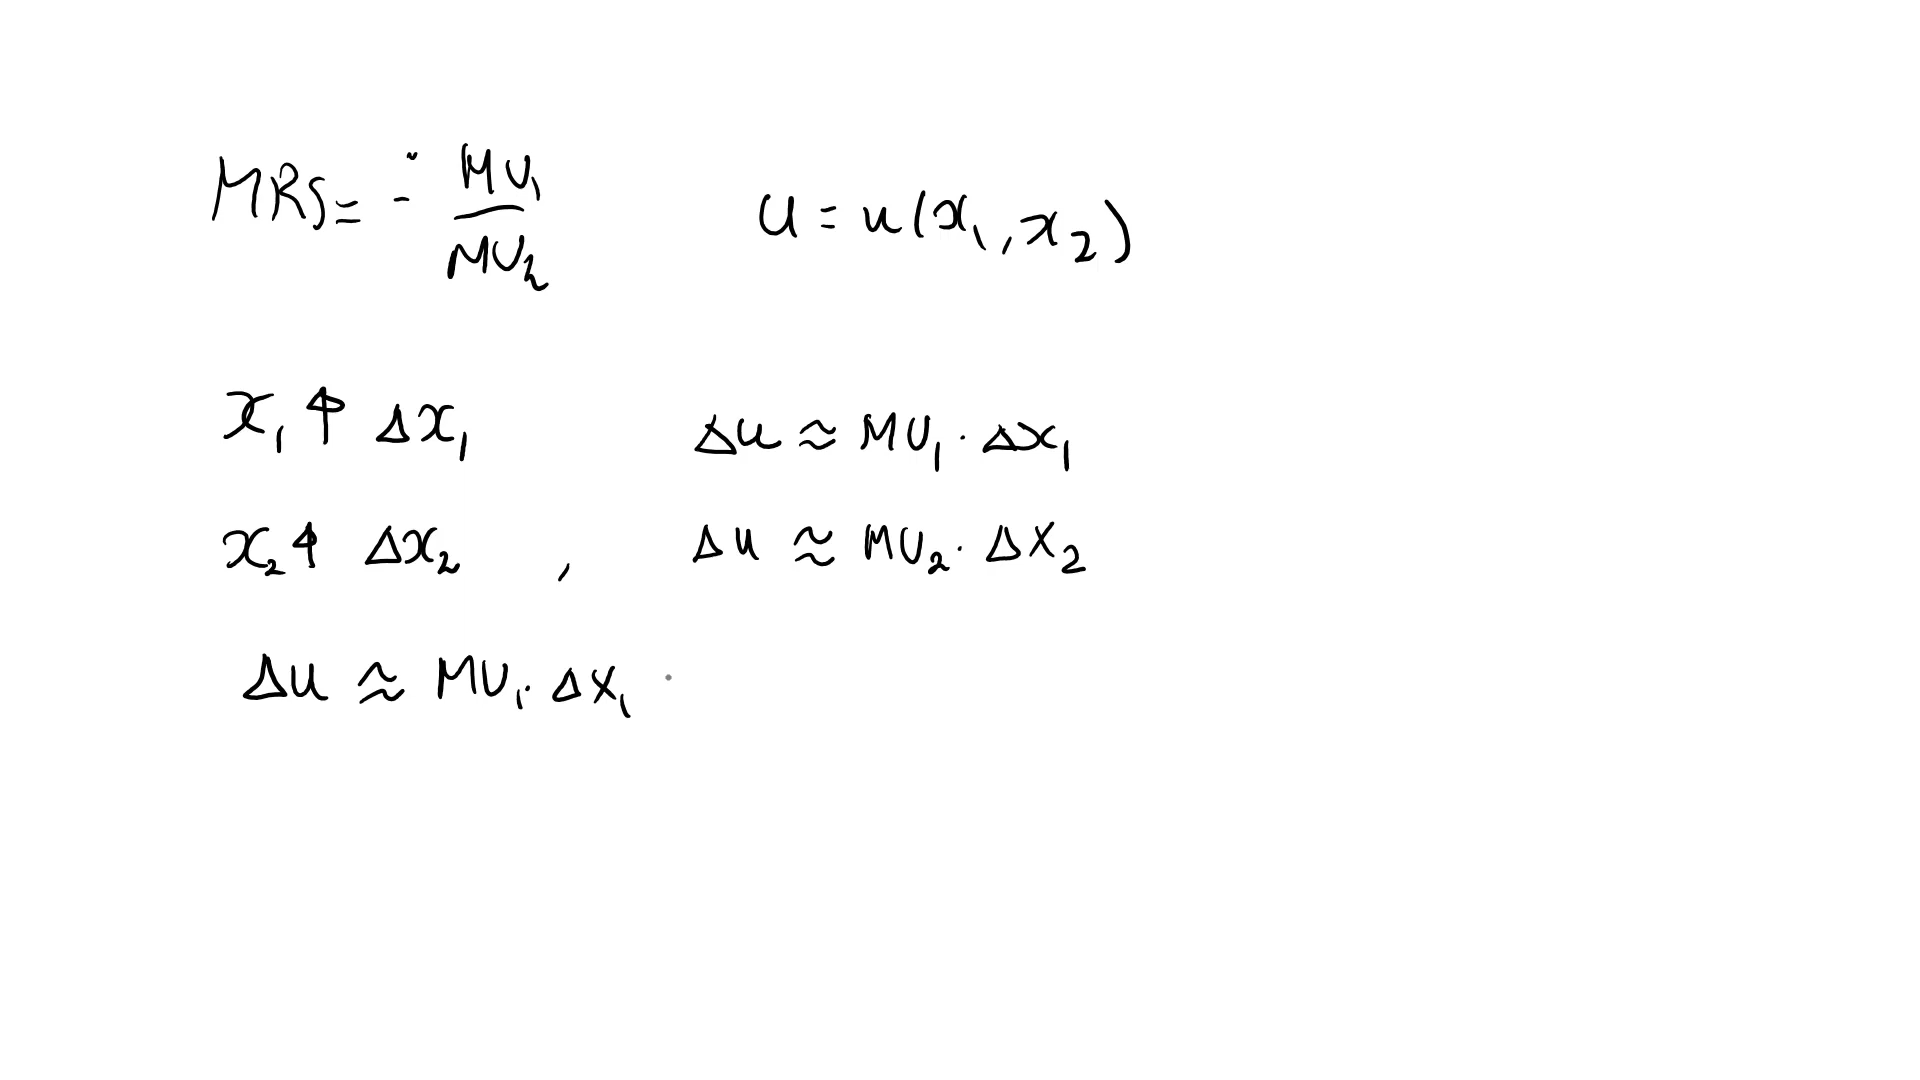 MRS = - MU₁/MU₂    U = u(x₁, x₂)
x₁ ↑ Δx₁    Δu ≈ MU₁ · Δx₁
x₂ ↑ Δx₂ , Δu ≈ MU₂ · Δx₂
Δu ≈ MU₁ · Δx₁